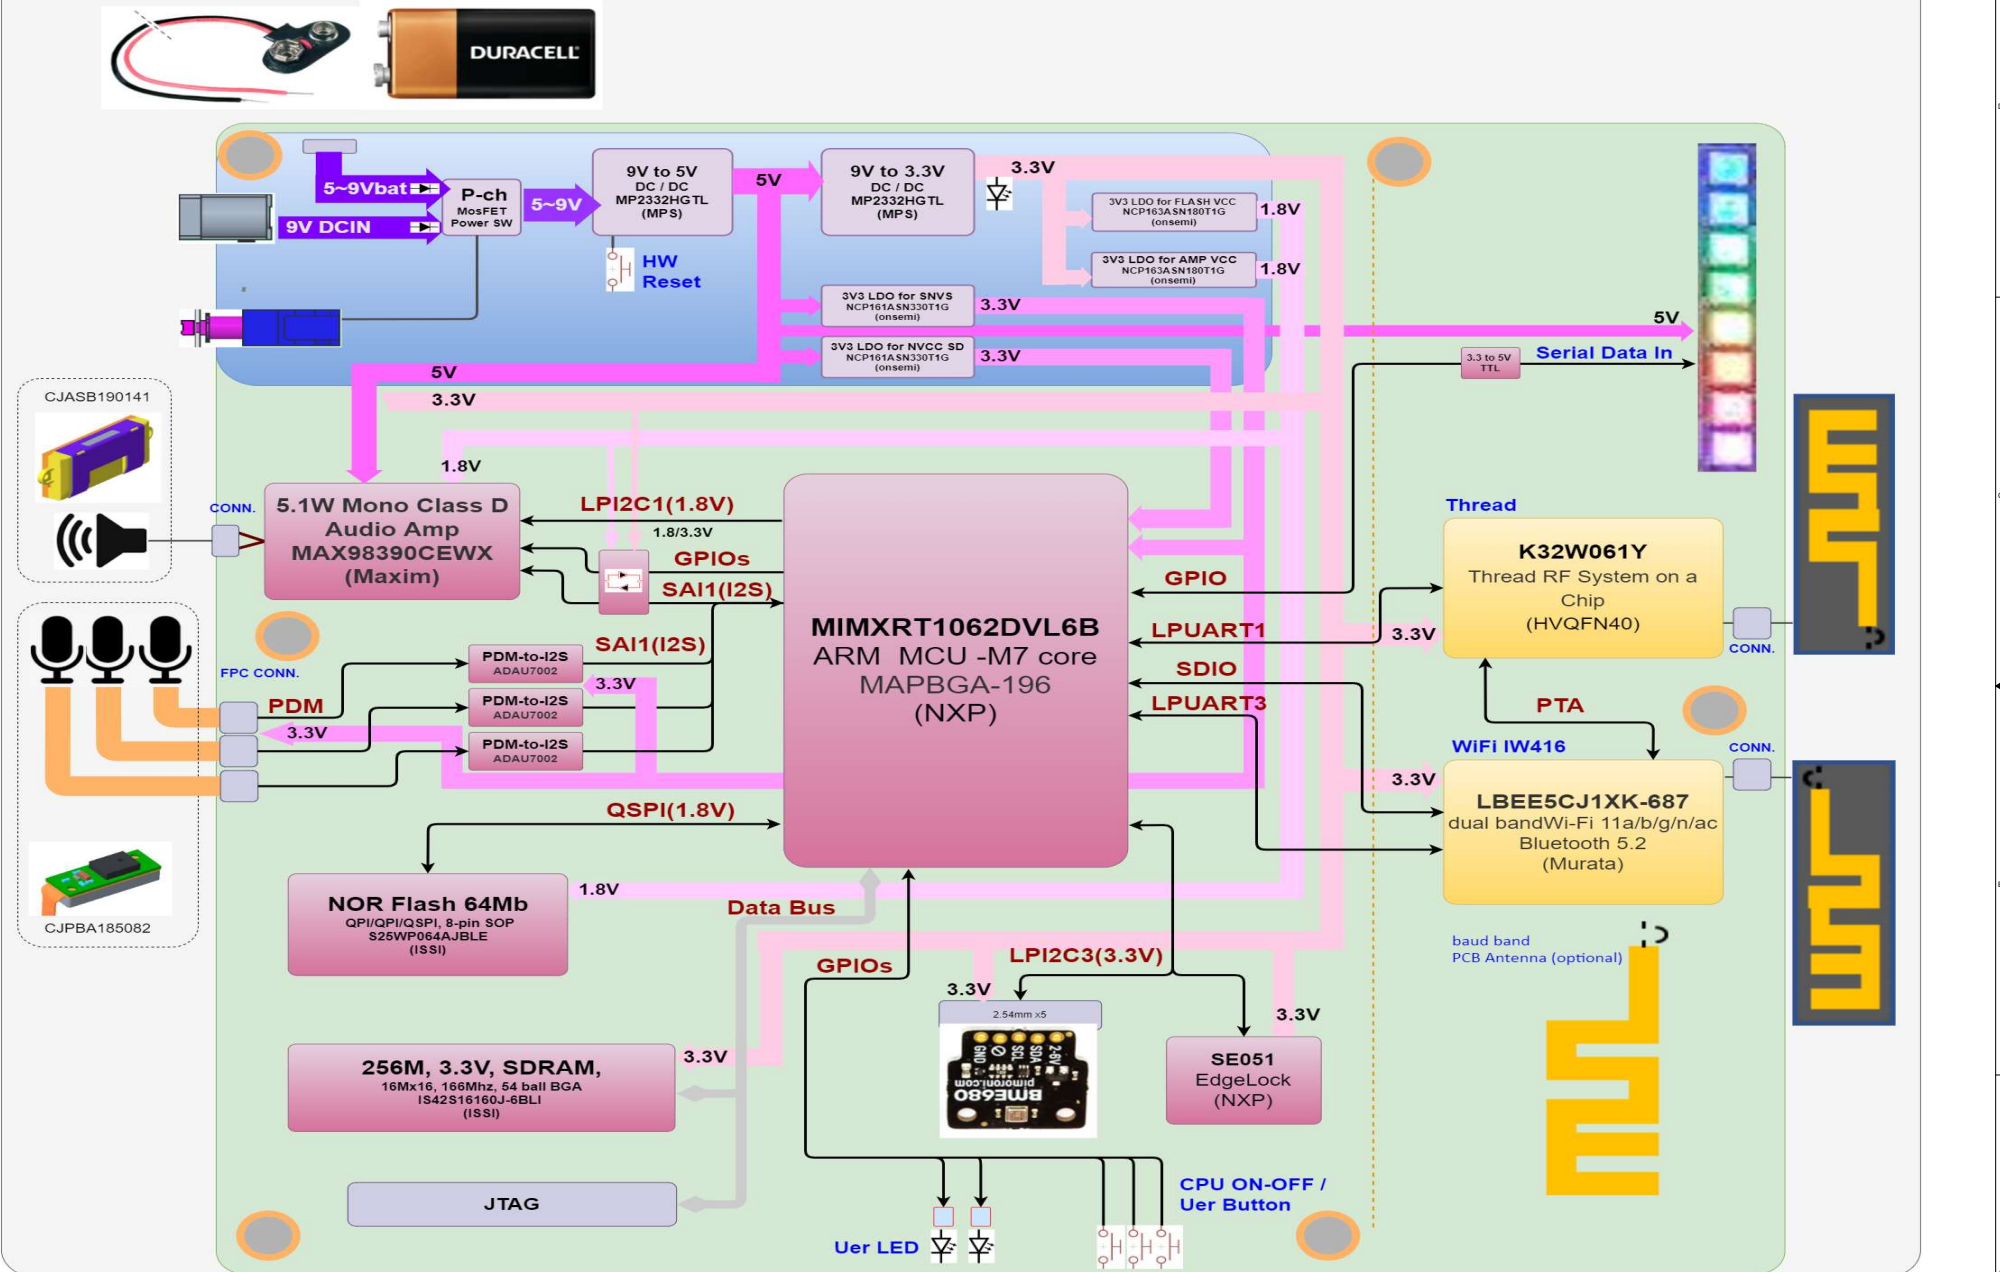 DURACELL
5~9Vbat
9V DCIN
P-ch
MosFET
Power SW
5~9V
9V to 5V
DC / DC
MP2332HGTL
(MPS)
5V
9V to 3.3V
DC / DC
MP2332HGTL
(MPS)
3.3V
3V3 LDO for FLASH VCC
NCP163ASN180T1G
(onsemi)
1.8V
3V3 LDO for AMP VCC
NCP163ASN180T1G
(onsemi)
1.8V
HW
Reset
3V3 LDO for SNVS
NCP161ASN330T1G
(onsemi)
3.3V
3V3 LDO for NVCC SD
NCP161ASN330T1G
(onsemi)
3.3V
5V
3.3 to 5V
TTL
Serial Data In
5V
3.3V
1.8V
CJASB190141
CONN.
5.1W Mono Class D
Audio Amp
MAX98390CEWX
(Maxim)
LPI2C1(1.8V)
1.8/3.3V
GPIOs
SAI1(I2S)
SAI1(I2S)
MIMXRT1062DVL6B
ARM MCU -M7 core
MAPBGA-196
(NXP)
GPIO
LPUART1
SDIO
LPUART3
Thread
K32W061Y
Thread RF System on a
Chip
(HVQFN40)
3.3V
CONN.
PTA
WiFi IW416
CONN.
3.3V
LBEE5CJ1XK-687
dual bandWi-Fi 11a/b/g/n/ac
Bluetooth 5.2
(Murata)
FPC CONN.
PDM
3.3V
PDM-to-I2S
ADAU7002
3.3V
PDM-to-I2S
ADAU7002
PDM-to-I2S
ADAU7002
CJPBA185082
QSPI(1.8V)
NOR Flash 64Mb
QPI/QPI/QSPI, 8-pin SOP
S25WP064AJBLE
(ISSI)
1.8V
Data Bus
GPIOs
LPI2C3(3.3V)
3.3V
2.54mm x5
GND
SCL
SDA
2-6V
pimoroni.com
BME680
3.3V
SE051
EdgeLock
(NXP)
baud band
PCB Antenna (optional)
256M, 3.3V, SDRAM,
16Mx16, 166Mhz, 54 ball BGA
IS42S16160J-6BLI
(ISSI)
3.3V
JTAG
Uer LED
CPU ON-OFF /
Uer Button